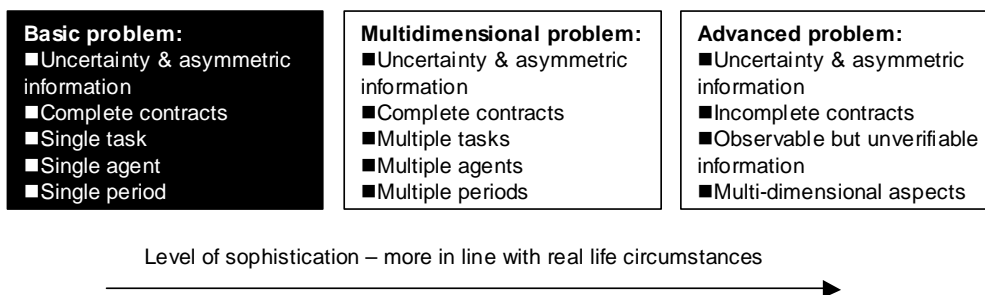 Basic problem:
■Uncertainty & asymmetric
information
■Complete contracts
■Single task
■Single agent
■Single period
Multidimensional problem:
■Uncertainty & asymmetric
information
■Complete contracts
■Multiple tasks
■Multiple agents
■Multiple periods
Advanced problem:
■Uncertainty & asymmetric
information
■Incomplete contracts
■Observable but unverifiable
information
■Multi-dimensional aspects
Level of sophistication – more in line with real life circumstances